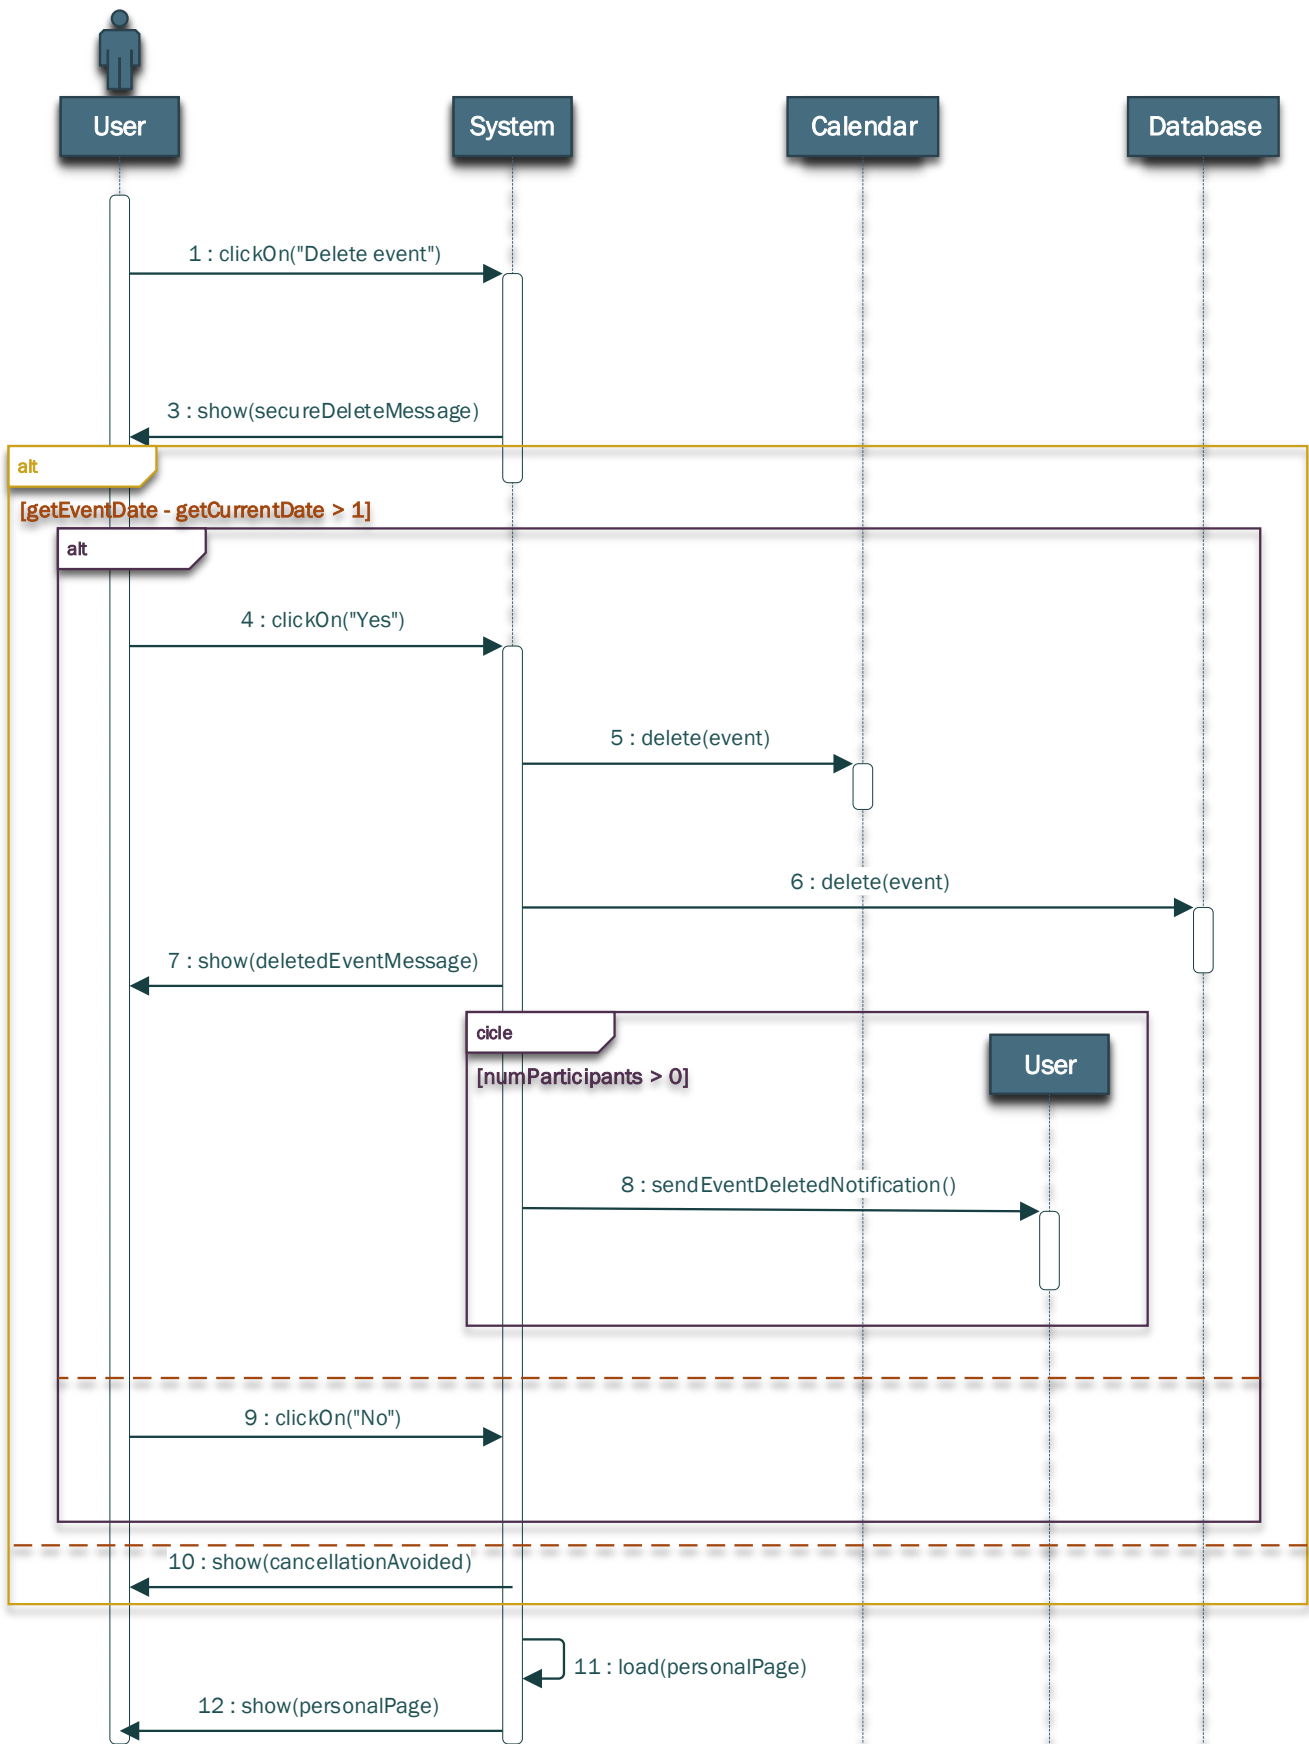 User
System
Calendar
Database
1 : clickOn("Delete event")
3 : show(secureDeleteMessage)
alt
[getEventDate - getCurrentDate > 1]
alt
4 : clickOn("Yes")
5 : delete(event)
6 : delete(event)
7 : show(deletedEventMessage)
cicle
User
[numParticipants > 0]
8 : sendEventDeletedNotification()
9 : clickOn("No")
10 : show(cancellationAvoided)
11 : load(personalPage)
12 : show(personalPage)